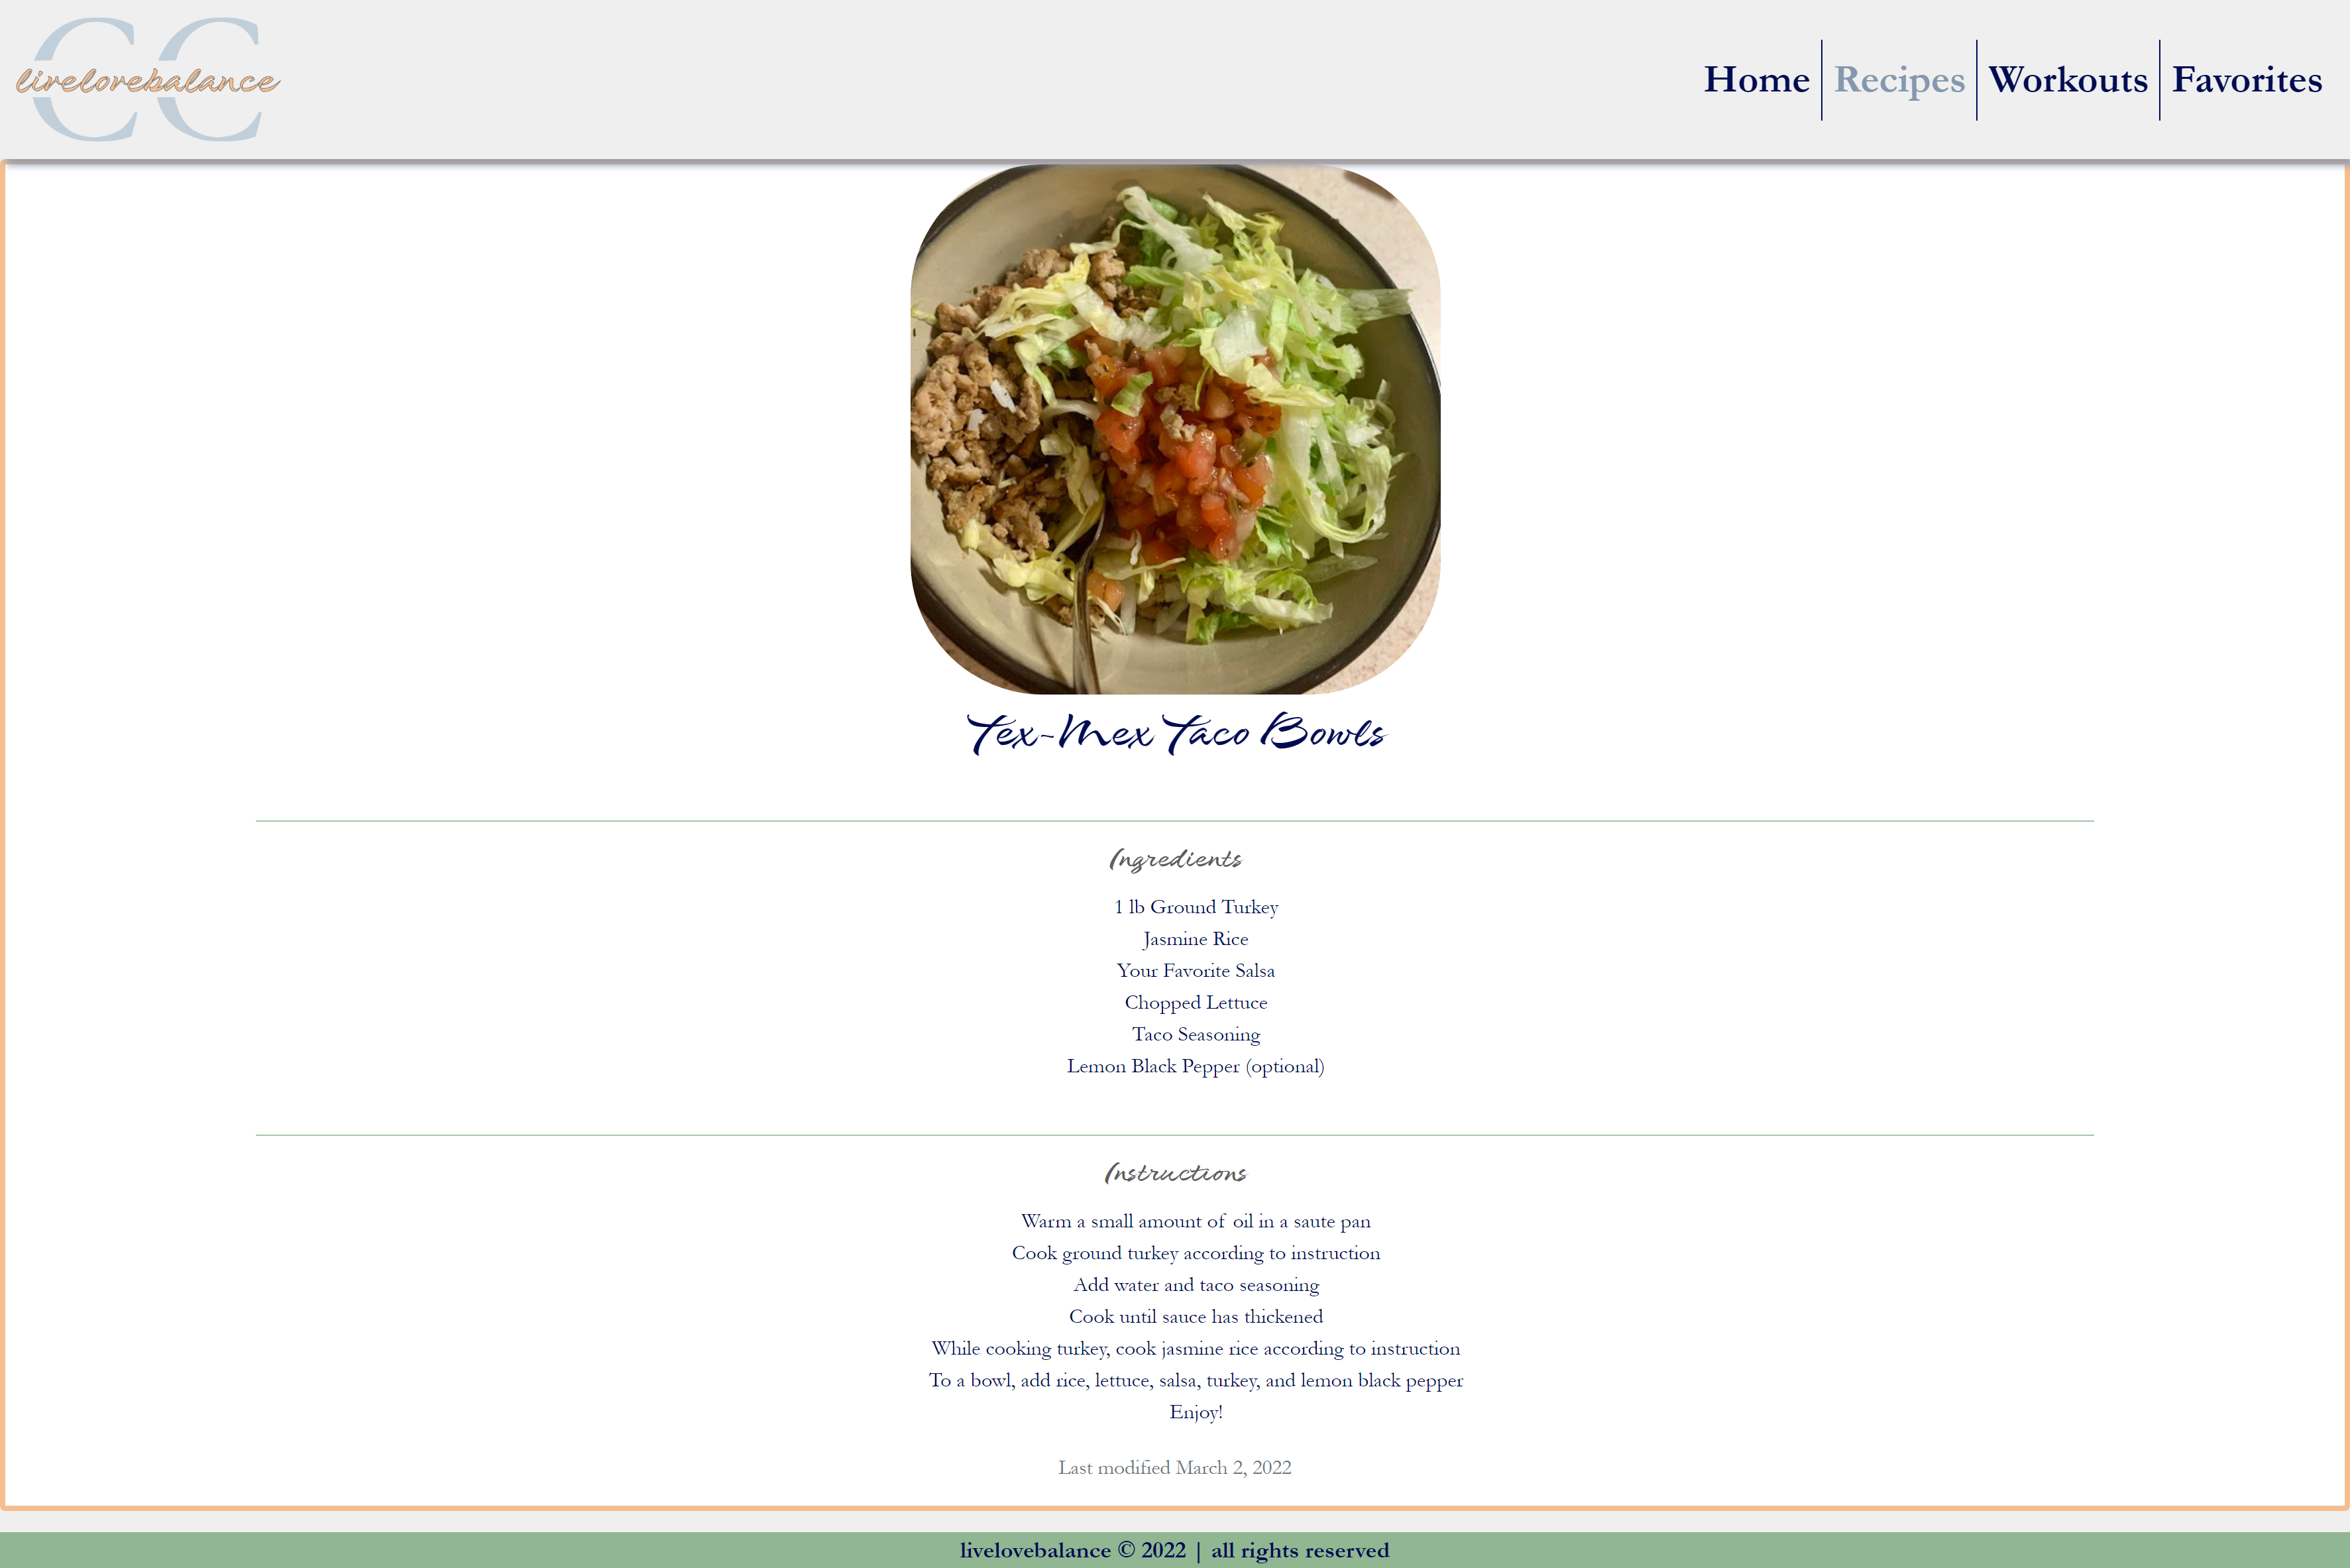 CC
livelovebalance
Home
Recipes
Workouts
Favorites
Tex-Mex Taco Bowls
Ingredients
1 lb Ground Turkey
Jasmine Rice
Your Favorite Salsa
Chopped Lettuce
Taco Seasoning
Lemon Black Pepper (optional)
Instructions
Warm a small amount of oil in a saute pan
Cook ground turkey according to instruction
Add water and taco seasoning
Cook until sauce has thickened
While cooking turkey, cook jasmine rice according to instruction
To a bowl, add rice, lettuce, salsa, turkey, and lemon black pepper
Enjoy!
Last modified March 2, 2022
livelovebalance © 2022 | all rights reserved